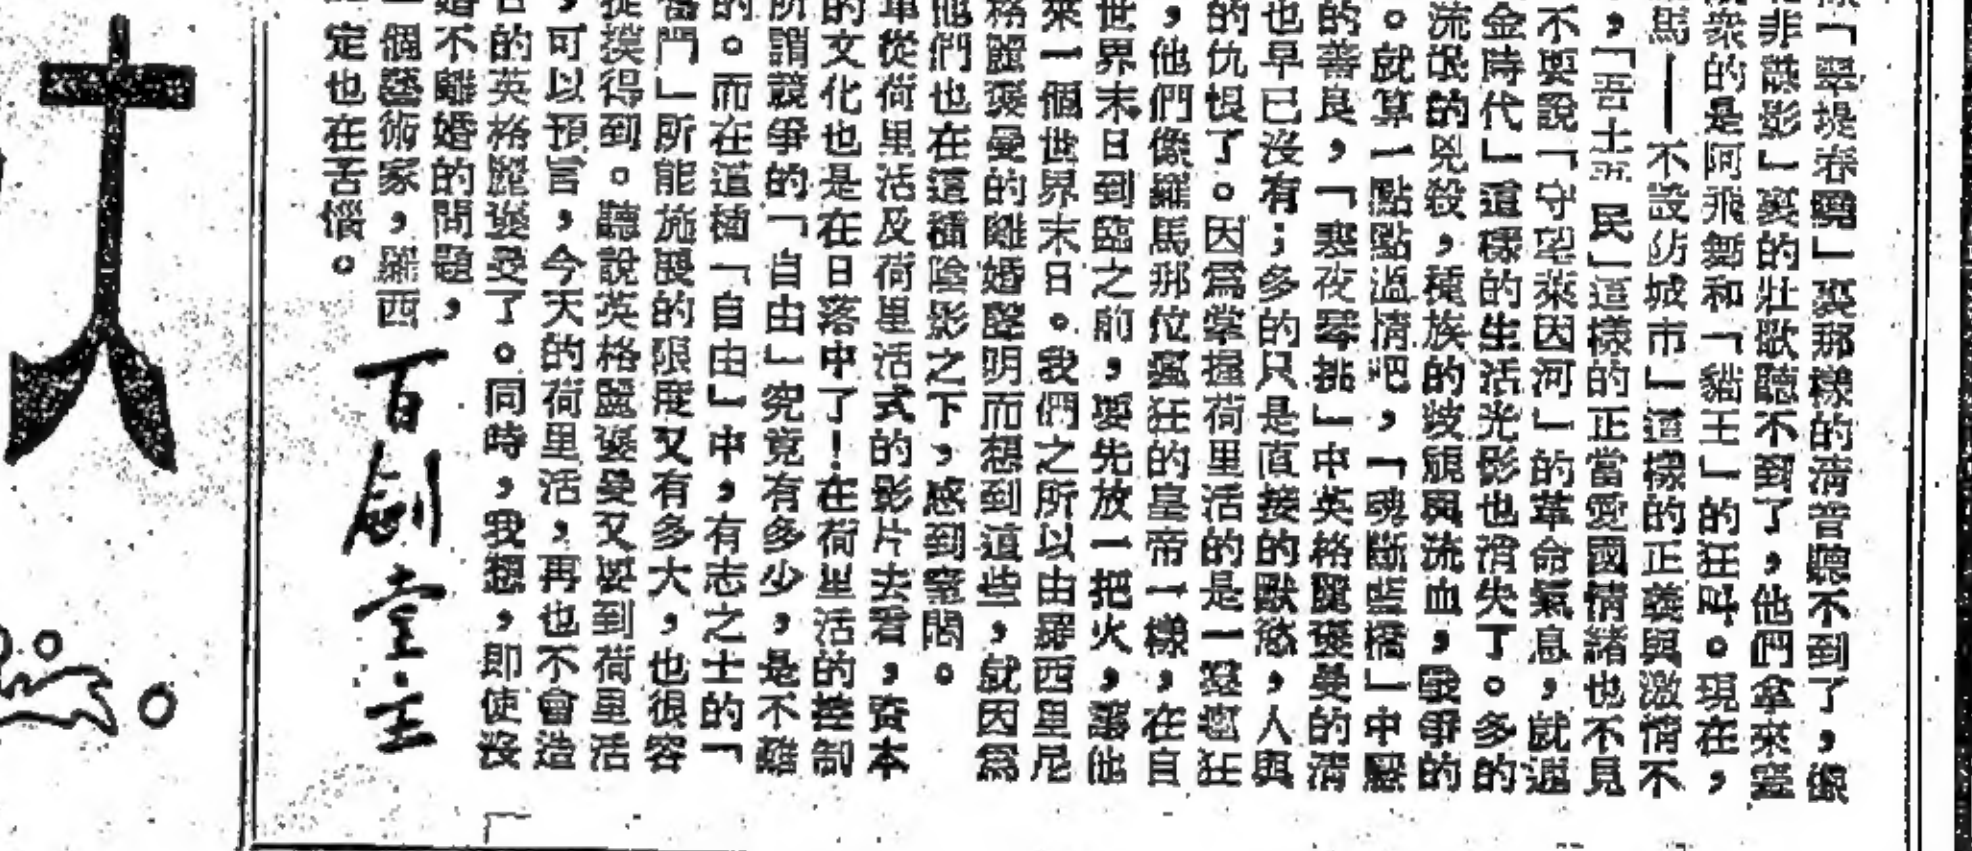 「翠堤春曉」裏那樣的清音聽不到了，像
非戰影」裏的壯歌聽不到了，他們拿來靈
衆的是阿飛舞和「貓王」的狂叫。現在，
馬——不設防城市」這樣的正義與激情不
，「吾土吾民」這樣的正當愛國情緒也不見
不要說「守望萊因河」的革命氣息，就連
金時代」這樣的生活光影也消失了。多的
流氓的兇殺，種族的歧視與流血，戰爭的
。就算一點點溫情吧，「魂斷藍橋」中騷
的善良，「寒夜琴挑」中英格麗褒曼的清
也早已沒有；多的只是直接的獸慾，人與
的仇恨了。因爲掌握荷里活的是一羣瘋狂
，他們像羅馬那位瘋狂的皇帝一樣，在自
世界末日到臨之前，要先放一把火，讓他
來一個世界末日。我們之所以由羅西里尼
格麗褒曼的離婚聲明而想到這些，就因爲
他們也在這種陰影之下，感到窒悶。
單從荷里活及荷里活式的影片去看，資本
的文化也是在日落中了！在荷里活的控制
所謂競爭的「自由」究竟有多少，是不難
的。而在這種「自由」中，有志之士的「
奮鬥」所能施展的限度又有多大，也很容
從摸得到。聽說英格麗褒曼又要到荷里活
，可以預言，今天的荷里活，再也不會造
的英格麗褒曼了。同時，我想，卽使沒
不離婚的問題，
個藝術家，羅西
定也在苦惱。
百劍堂主